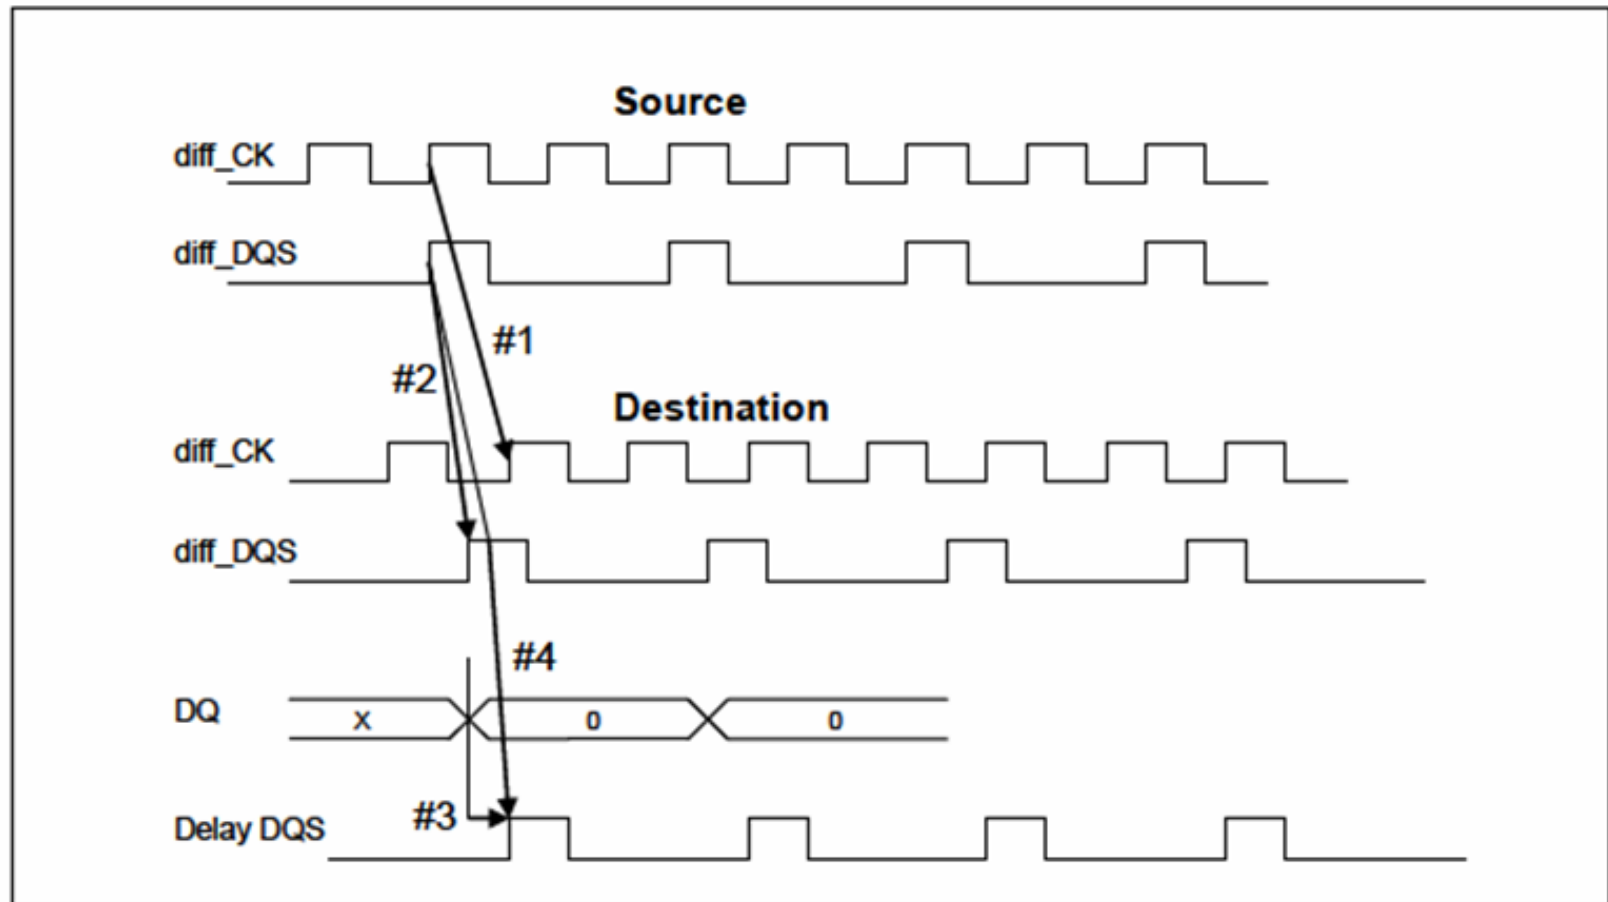 Source
diff_CK
diff_DQS
#1
#2
Destination
diff_CK
diff_DQS
#4
DQ
X
0
0
#3
Delay DQS